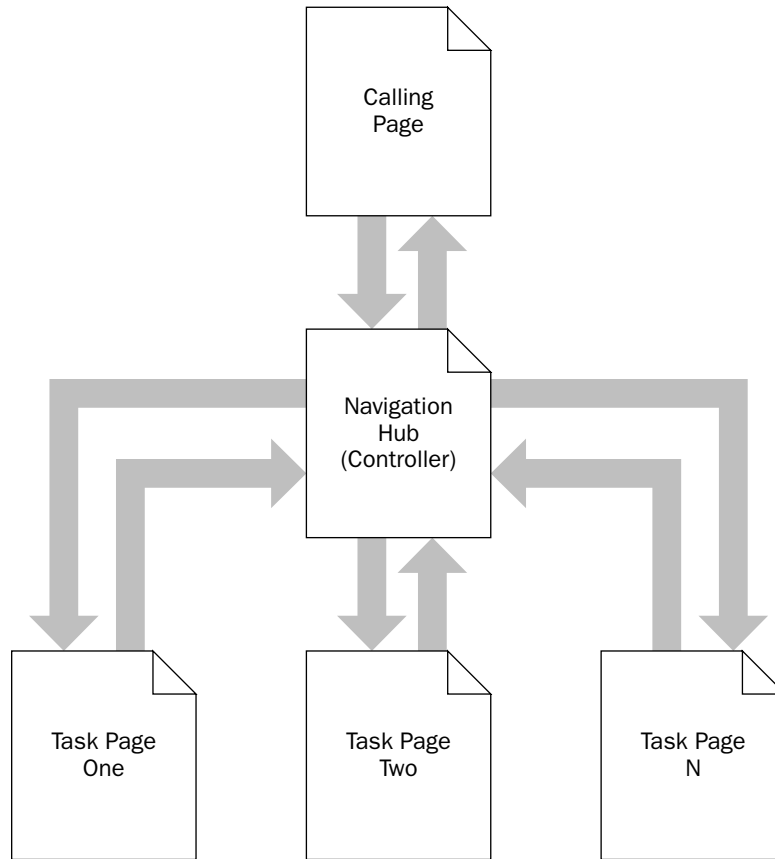 Calling
Page
Navigation
Hub
(Controller)
Task Page
One
Task Page
Two
Task Page
N